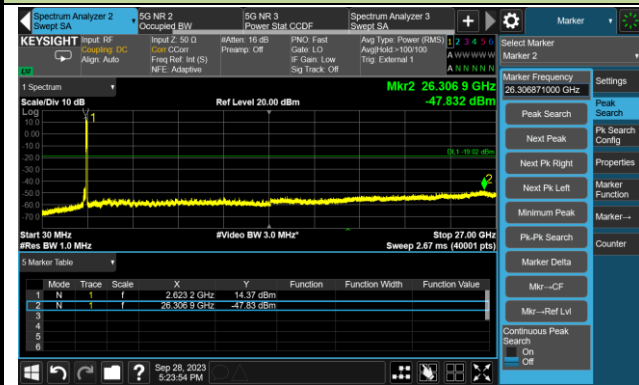 Spectrum Analyzer 2
Swept SA
5G NR 2
Occupied BW
5G NR 3
Power Stat CCDF
Spectrum Analyzer 3
Swept SA
Marker
KEYSIGHT
Input: RF
Coupling: DC
Align: Auto
Input Z: 50 Ω
Corr CCorr
Freq Ref: Int (S)
NFE: Adaptive
#Atten: 16 dB
Preamp: Off
PNO: Fast
Gate: LO
IF Gain: Low
Sig Track: Off
Avg Type: Power (RMS)
Avg|Hold:>100/100
Trig: External 1
1 2 3 4 5 6
A W W W W W
A N N N N N
LXI
Select Marker
Marker 2
1 Spectrum
Mkr2 26.306 9 GHz
Scale/Div 10 dB
Ref Level 20.00 dBm
-47.832 dBm
Log
10.0
0.00
-10.0
-20.0
-30.0
-40.0
-50.0
-60.0
-70.0
1
2
DL1 -19.02 dBm
Start 30 MHz
#Video BW 3.0 MHz*
Stop 27.00 GHz
#Res BW 1.0 MHz
Sweep 2.67 ms (40001 pts)
5 Marker Table
Mode Trace Scale X Y Function Function Width Function Value
1 N 1 f 2.623 2 GHz 14.37 dBm
2 N 1 f 26.306 9 GHz -47.83 dBm
3
4
5
6
Marker Frequency
26.306871000 GHz
Peak Search
Next Peak
Next Pk Right
Next Pk Left
Minimum Peak
Pk-Pk Search
Marker Delta
Mkr→CF
Mkr→Ref Lvl
Continuous Peak
Search
On
Off
Settings
Peak
Search
Pk Search
Config
Properties
Marker
Function
Marker→
Counter
?
Sep 28, 2023
5:23:54 PM